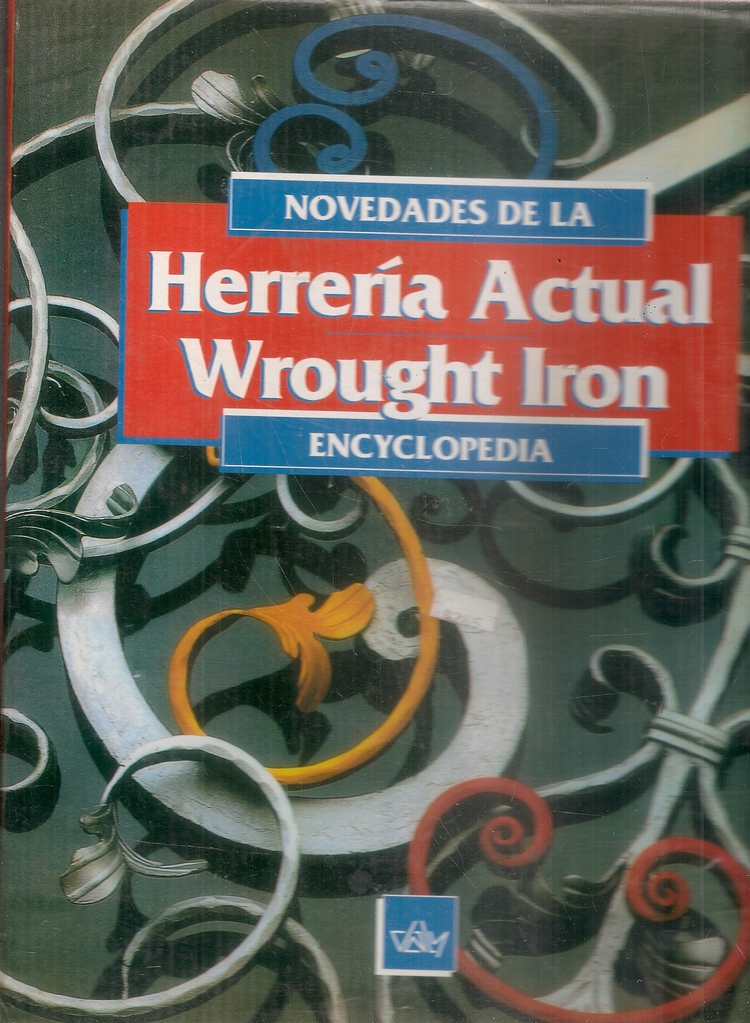 NOVEDADES DE LA
Herrería Actual
Wrought Iron
ENCYCLOPEDIA